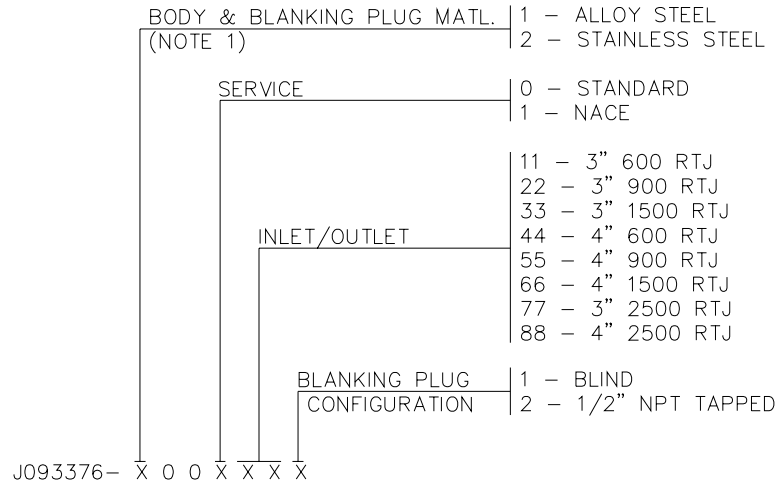 BODY & BLANKING PLUG MATL.
(NOTE 1)
1 – ALLOY STEEL
2 – STAINLESS STEEL
SERVICE
0 – STANDARD
1 – NACE
INLET/OUTLET
11 – 3” 600 RTJ
22 – 3” 900 RTJ
33 – 3” 1500 RTJ
44 – 4” 600 RTJ
55 – 4” 900 RTJ
66 – 4” 1500 RTJ
77 – 3” 2500 RTJ
88 – 4” 2500 RTJ
BLANKING PLUG
CONFIGURATION
1 – BLIND
2 – 1/2” NPT TAPPED
J093376– X 0 0 X X X X